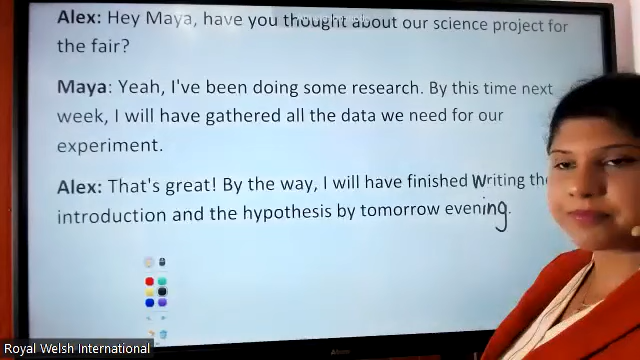 Alex: Hey Maya, have you thought about our science project for
the fair?
Maya: Yeah, I've been doing some research. By this time next
week, I will have gathered all the data we need for our
experiment.
Alex: That's great! By the way, I will have finished writing the
introduction and the hypothesis by tomorrow evening.
Royal Welsh International